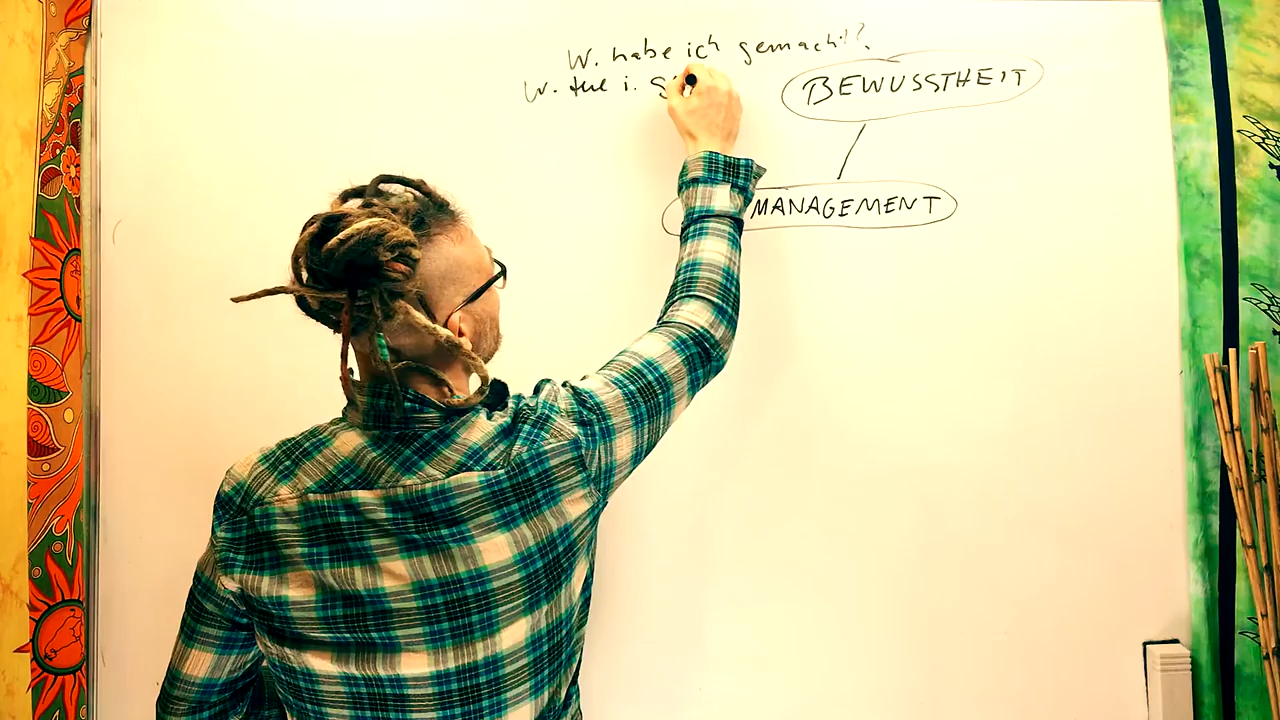 W. habe ich gemacht?
W. tue i. g
BEWUSSTHEIT
MANAGEMENT